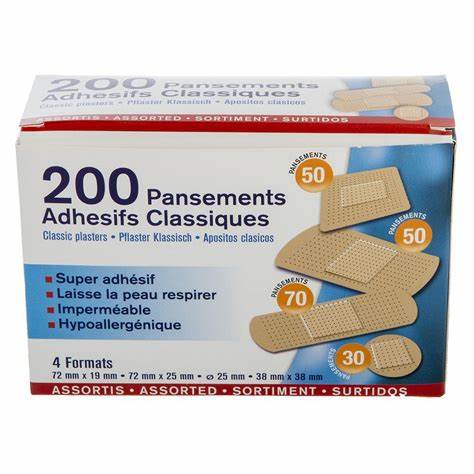 200 Pansements
Adhesifs Classiques
Classic plasters • Pflaster Klassisch • Apositos clasicos
ASSORTIS • ASSORTED • SORTIMENT • SURTIDOS
200 Pansements
Adhesifs Classiques
Classic plasters • Pflaster Klassisch • Apositos clasicos
Super adhésif
Laisse la peau respirer
Imperméable
Hypoallergénique
PANSEMENTS
50
PANSEMENTS
50
PANSEMENTS
70
PANSEMENTS
30
4 Formats
72 mm x 19 mm • 72 mm x 25 mm • ø 25 mm • 38 mm x 38 mm
ASSORTIS • ASSORTED • SORTIMENT • SURTIDOS